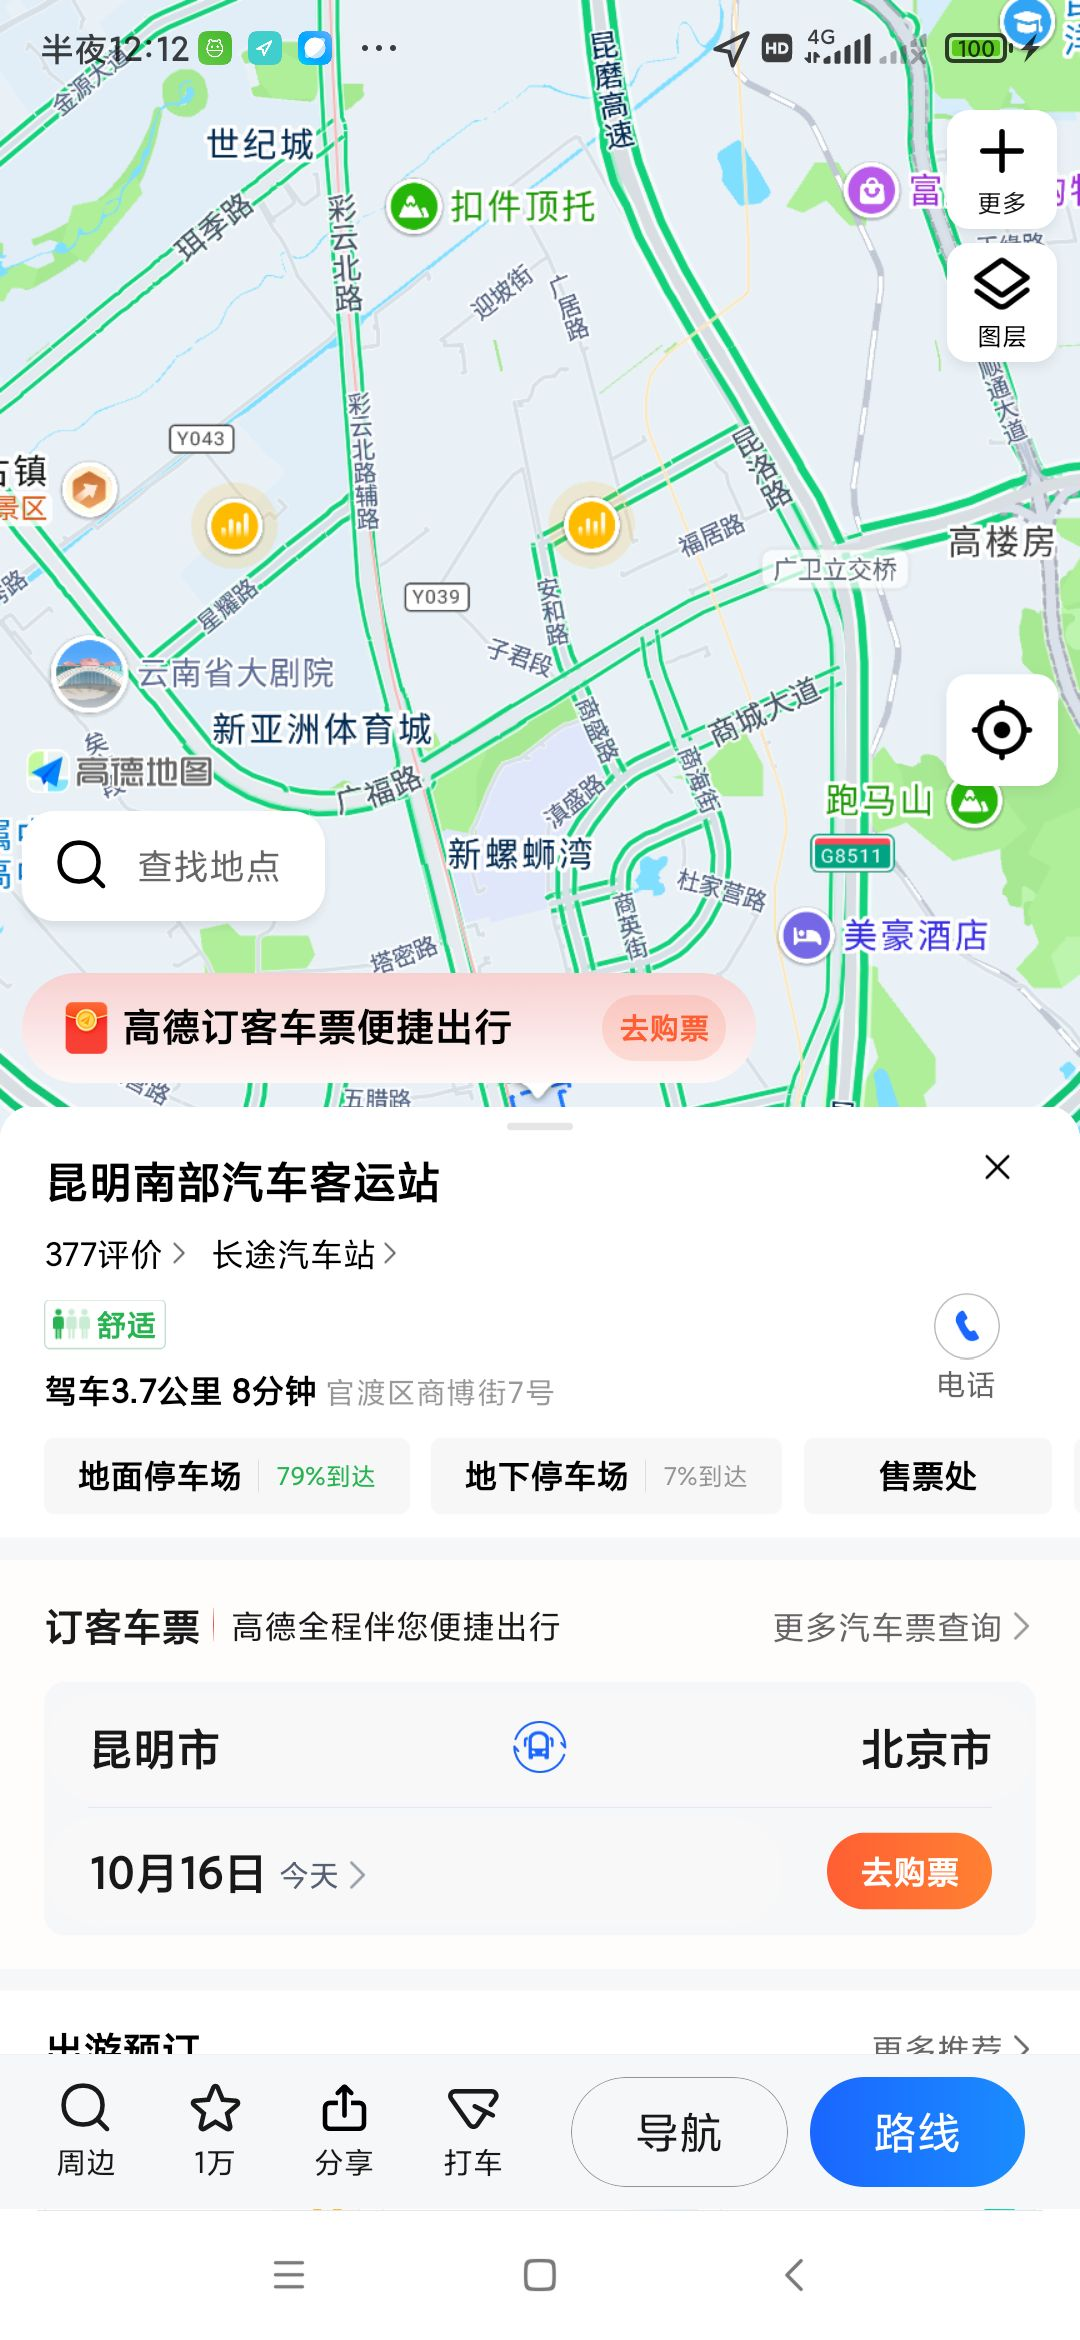 半夜12:12
HD
4G
100
金源大道
昆磨高速
世纪城
扣件顶托
富
更多
珥季路
彩云北路
迎坡街
广居路
图层
顺通大道
彩云北路辅路
Y043
古镇
景区
昆洛路
福居路
高楼房
广卫立交桥
Y039
安和路
星耀路
子君段
云南省大剧院
新亚洲体育城
商盛路
商城大道
高德地图
广福路
滇盛路
商海街
跑马山
新螺蛳湾
G8511
查找地点
杜家营路
商英街
美豪酒店
塔密路
高德订客车票便捷出行
去购票
五腊路
昆明南部汽车客运站
377评价
长途汽车站
舒适
驾车3.7公里 8分钟 官渡区商博街7号
电话
地面停车场 79%到达
地下停车场 7%到达
售票处
订客车票 高德全程伴您便捷出行
更多汽车票查询
昆明市
北京市
10月16日 今天
去购票
出游预订
更多推荐
周边
1万
分享
打车
导航
路线